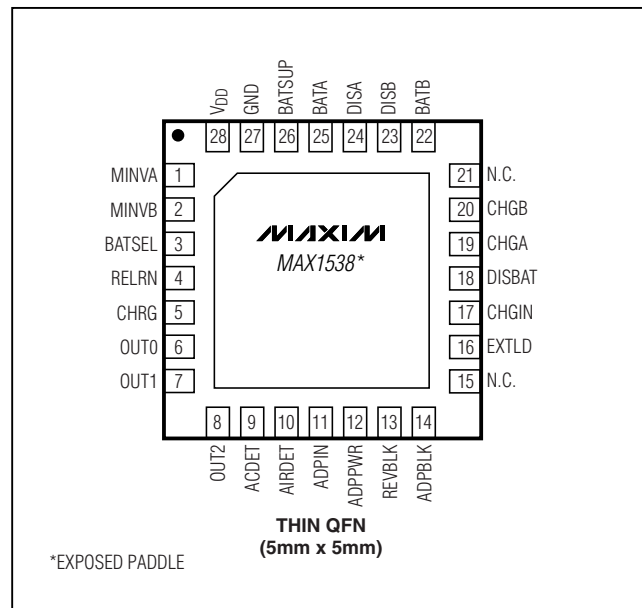 VDD
GND
BATSUP
BATA
DISA
DISB
BATB
28 27 26 25 24 23 22
MINVA 1
MINVB 2
BATSEL 3
RELRN 4
CHRG 5
OUT0 6
OUT1 7
MAXIM
MAX1538*
21 N.C.
20 CHGB
19 CHGA
18 DISBAT
17 CHGIN
16 EXTLD
15 N.C.
8 9 10 11 12 13 14
OUT2
ACDET
AIRDET
ADPIN
ADPPWR
REVBLK
ADPBLK
THIN QFN
(5mm x 5mm)
*EXPOSED PADDLE